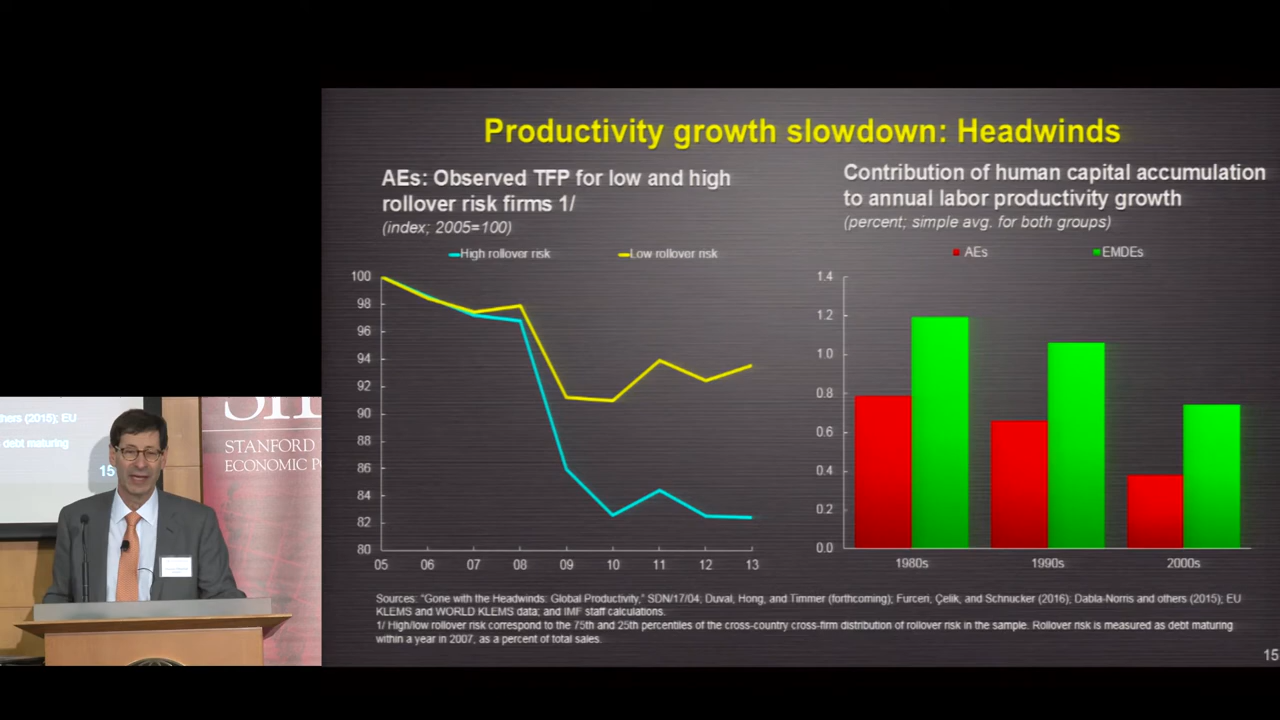 Productivity growth slowdown: Headwinds
AEs: Observed TFP for low and high
rollover risk firms 1/
(index; 2005=100)
High rollover risk
Low rollover risk
100
98
96
94
92
90
88
86
84
82
80
05
06
07
08
09
10
11
12
13
Contribution of human capital accumulation
to annual labor productivity growth
(percent; simple avg. for both groups)
AEs
EMDEs
1.4
1.2
1.0
0.8
0.6
0.4
0.2
0.0
1980s
1990s
2000s
Sources: "Gone with the Headwinds: Global Productivity," SDN/17/04; Duval, Hong, and Timmer (forthcoming); Furcen, Çelik, and Schnucker (2016); Dabla-Norris and others (2015); EU
KLEMS and WORLD KLEMS data; and IMF staff calculations.
1/ High/low rollover risk correspond to the 75th and 25th percentiles of the cross-country cross-firm distribution of rollover risk in the sample. Rollover risk is measured as debt maturing
within a year in 2007, as a percent of total sales.
15
hers (2015); EU
debt maturing
15
STANFORD
ECONOMIC P